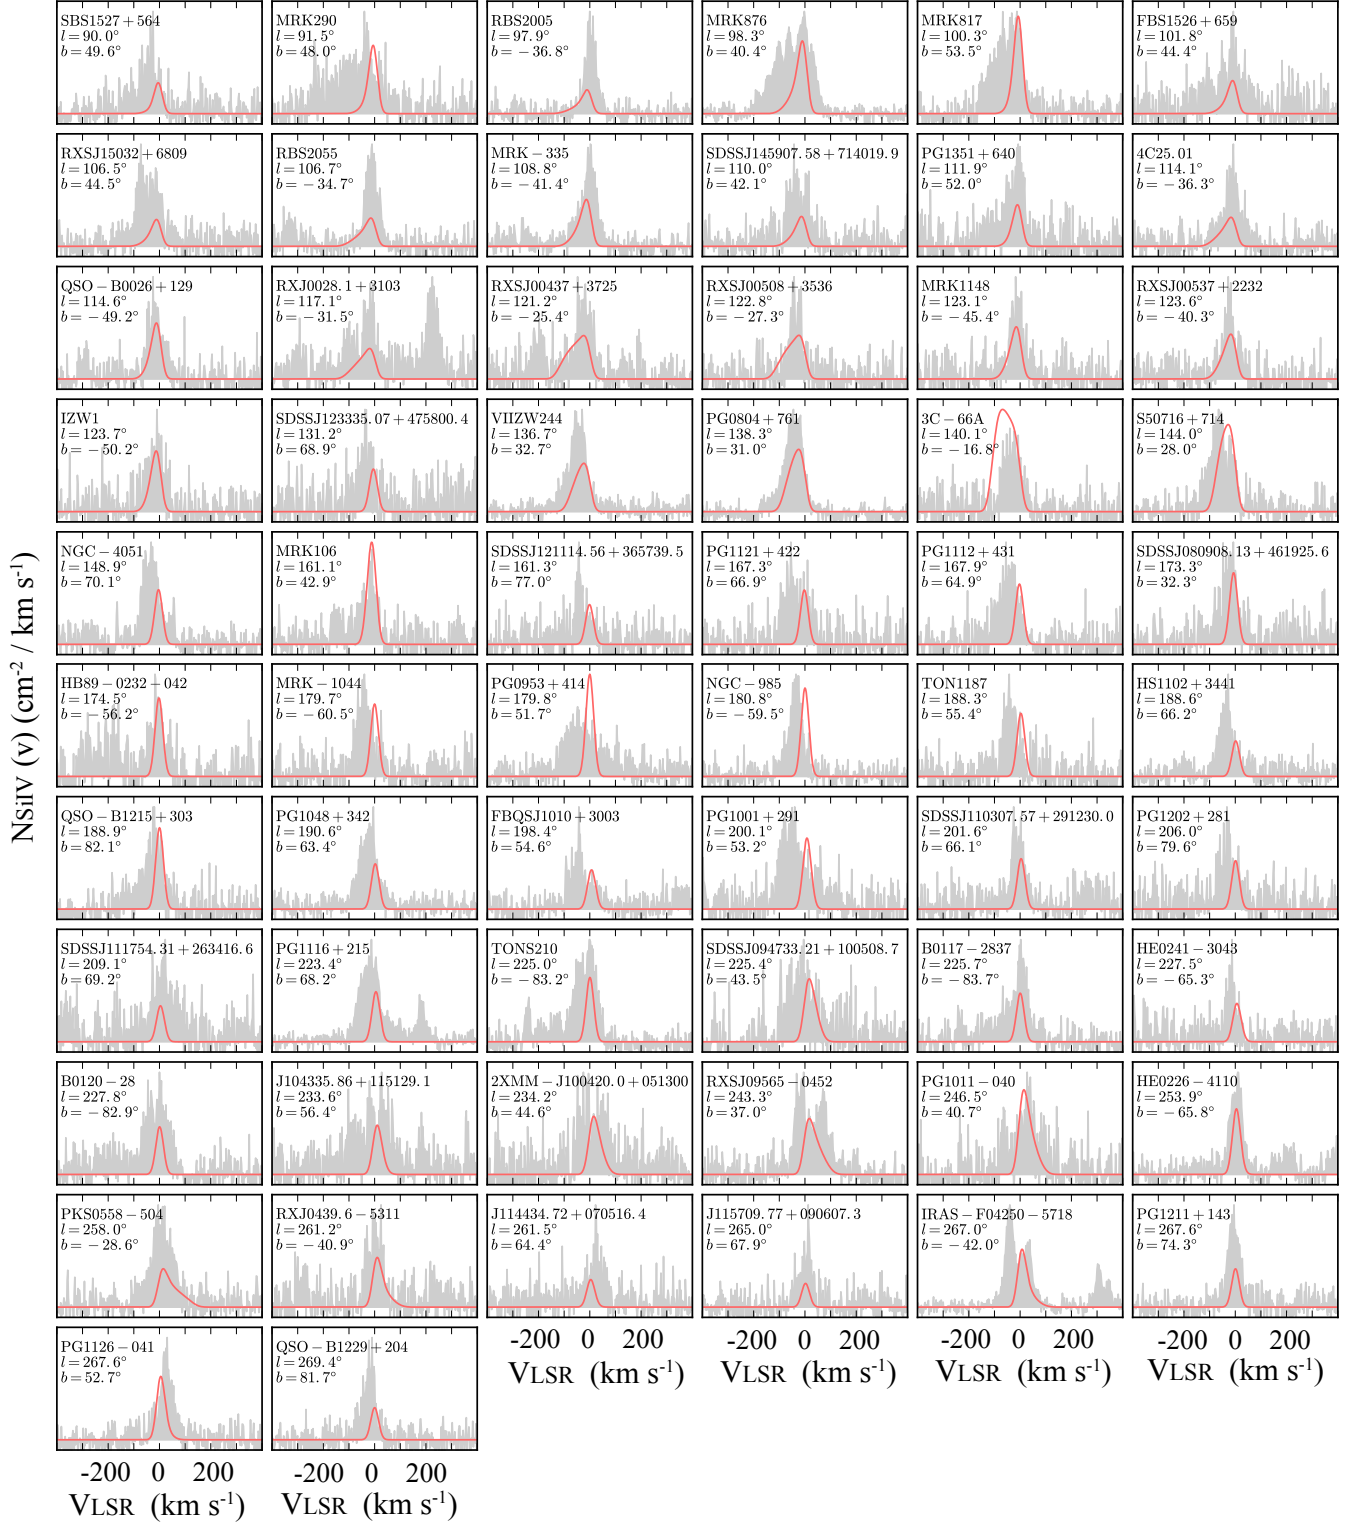 SBS1527 + 564
l = 90.0°
b = 49.6°
MRK290
l = 91.5°
b = 48.0°
RBS2005
l = 97.9°
b = −36.8°
MRK876
l = 98.3°
b = 40.4°
MRK817
l = 100.3°
b = 53.5°
FBS1526 + 659
l = 101.8°
b = 44.4°
RXSJ15032 + 6809
l = 106.5°
b = 44.5°
RBS2055
l = 106.7°
b = −34.7°
MRK − 335
l = 108.8°
b = −41.4°
SDSSJ145907.58 + 714019.9
l = 110.0°
b = 42.1°
PG1351 + 640
l = 111.9°
b = 52.0°
4C25.01
l = 114.1°
b = −36.3°
QSO − B0026 + 129
l = 114.6°
b = −49.2°
RXJ0028.1 + 3103
l = 117.1°
b = −31.5°
RXSJ00437 + 3725
l = 121.2°
b = −25.4°
RXSJ00508 + 3536
l = 122.8°
b = −27.3°
MRK1148
l = 123.1°
b = −45.4°
RXSJ00537 + 2232
l = 123.6°
b = −40.3°
IZW1
l = 123.7°
b = −50.2°
SDSSJ123335.07 + 475800.4
l = 131.2°
b = 68.9°
VIIZW244
l = 136.7°
b = 32.7°
PG0804 + 761
l = 138.3°
b = 31.0°
3C − 66A
l = 140.1°
b = −16.8°
S50716 + 714
l = 144.0°
b = 28.0°
NGC − 4051
l = 148.9°
b = 70.1°
MRK106
l = 161.1°
b = 42.9°
SDSSJ121114.56 + 365739.5
l = 161.3°
b = 77.0°
PG1121 + 422
l = 167.3°
b = 66.9°
PG1112 + 431
l = 167.9°
b = 64.9°
SDSSJ080908.13 + 461925.6
l = 173.3°
b = 32.3°
NSiIV (v) (cm-2 / km s-1)
HB89 − 0232 − 042
l = 174.5°
b = −56.2°
MRK − 1044
l = 179.7°
b = −60.5°
PG0953 + 414
l = 179.8°
b = 51.7°
NGC − 985
l = 180.8°
b = −59.5°
TON1187
l = 188.3°
b = 55.4°
HS1102 + 3441
l = 188.6°
b = 66.2°
QSO − B1215 + 303
l = 188.9°
b = 82.1°
PG1048 + 342
l = 190.6°
b = 63.4°
FBQSJ1010 + 3003
l = 198.4°
b = 54.6°
PG1001 + 291
l = 200.1°
b = 53.2°
SDSSJ110307.57 + 291230.0
l = 201.6°
b = 66.1°
PG1202 + 281
l = 206.0°
b = 79.6°
SDSSJ111754.31 + 263416.6
l = 209.1°
b = 69.2°
PG1116 + 215
l = 223.4°
b = 68.2°
TONS210
l = 225.0°
b = −83.2°
SDSSJ094733.21 + 100508.7
l = 225.4°
b = 43.5°
B0117 − 2837
l = 225.7°
b = −83.7°
HE0241 − 3043
l = 227.5°
b = −65.3°
B0120 − 28
l = 227.8°
b = −82.9°
J104335.86 + 115129.1
l = 233.6°
b = 56.4°
2XMM − J100420.0 + 051300
l = 234.2°
b = 44.6°
RXSJ09565 − 0452
l = 243.3°
b = 37.0°
PG1011 − 040
l = 246.5°
b = 40.7°
HE0226 − 4110
l = 253.9°
b = −65.8°
PKS0558 − 504
l = 258.0°
b = −28.6°
RXJ0439.6 − 5311
l = 261.2°
b = −40.9°
J114434.72 + 070516.4
l = 261.5°
b = 64.4°
J115709.77 + 090607.3
l = 265.0°
b = 67.9°
IRAS − F04250 − 5718
l = 267.0°
b = −42.0°
PG1211 + 143
l = 267.6°
b = 74.3°
PG1126 − 041
l = 267.6°
b = 52.7°
QSO − B1229 + 204
l = 269.4°
b = 81.7°
-200 0 200
-200 0 200
-200 0 200
-200 0 200
VLSR (km s-1)
VLSR (km s-1)
VLSR (km s-1)
VLSR (km s-1)
-200 0 200
-200 0 200
VLSR (km s-1)
VLSR (km s-1)